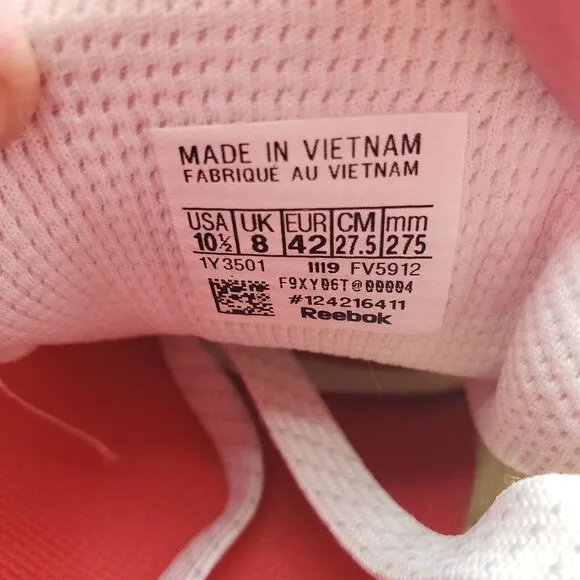 MADE IN VIETNAM
FABRIQUÉ AU VIETNAM
USA UK EUR CM mm
10½ 8 42 27.5 275
1Y3501 1119 FV5912
F9XY06T@00004
#124216411
Reebok